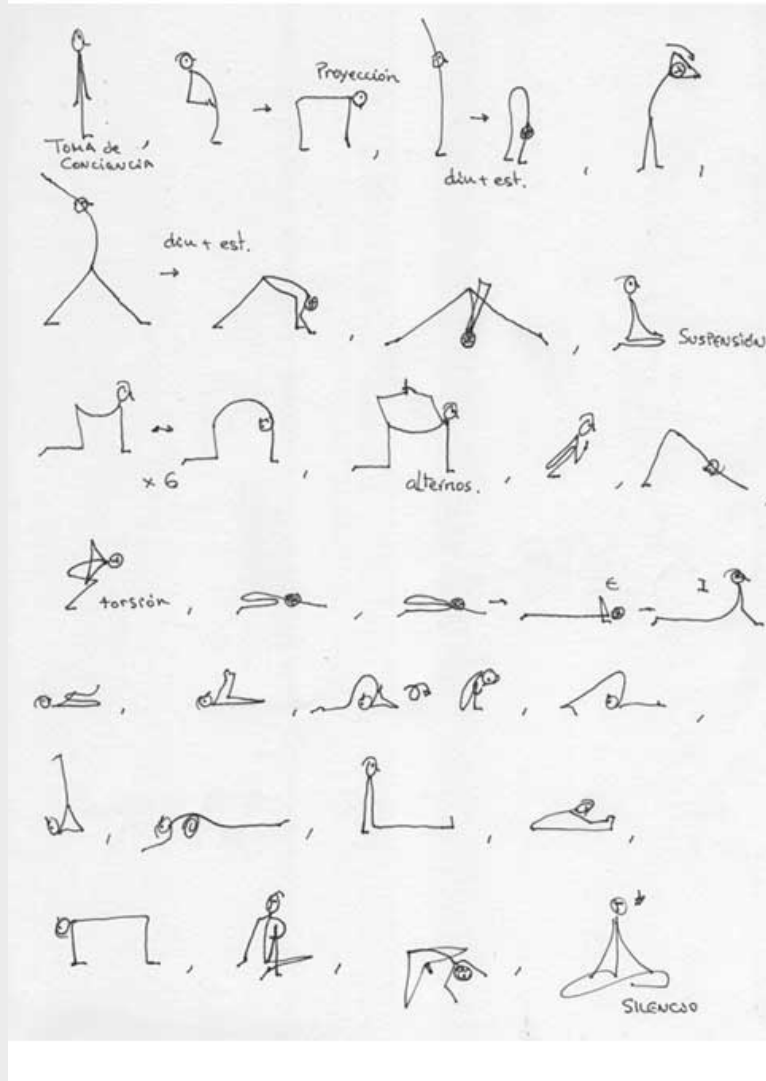 Proyección
TOMA de
CONCIENCIA
din + est.
din + est.
SUSPENSIÓN
x 6
alternos.
torsión
E
I
SILENCIO